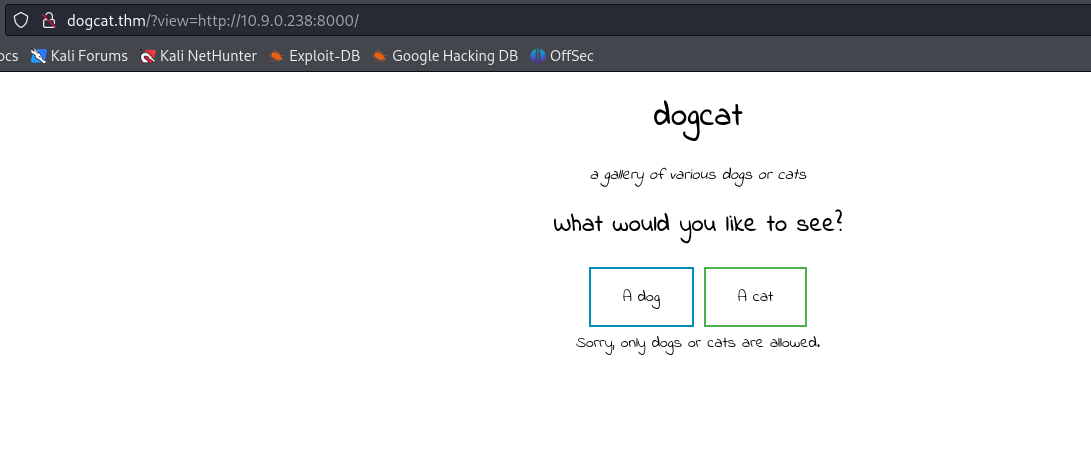 dogcat.thm/?view=http://10.9.0.238:8000/
ocs Kali Forums Kali NetHunter Exploit-DB Google Hacking DB OffSec
dogcat
a gallery of various dogs or cats
What would you like to see?
A dog A cat
Sorry, only dogs or cats are allowed.